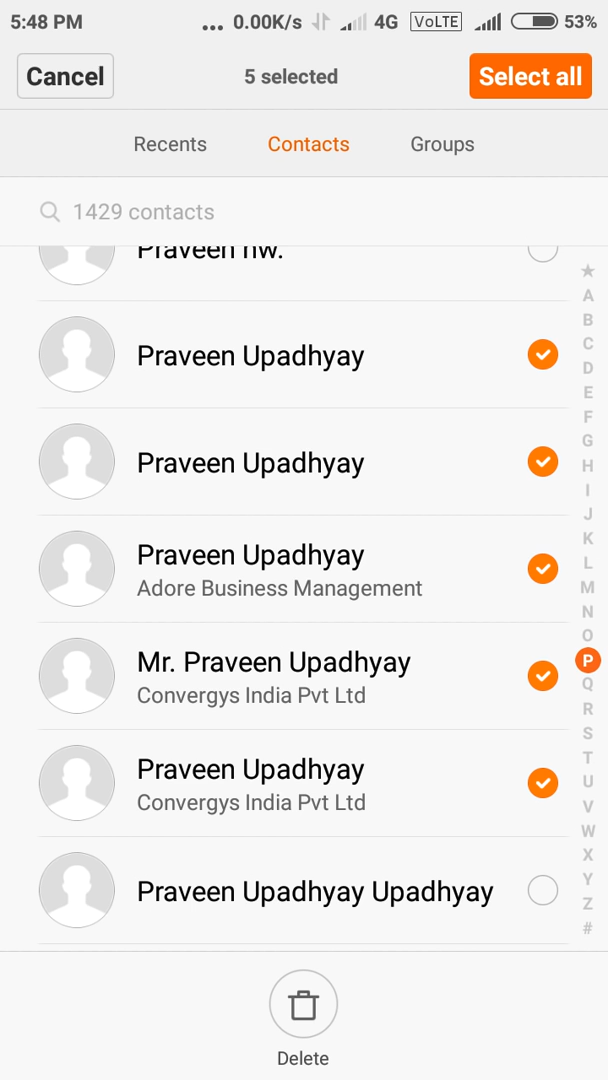 5:48 PM ... 0.00K/s 4G VoLTE 53%
Cancel 5 selected Select all
Recents Contacts Groups
1429 contacts
Praveen nw.
Praveen Upadhyay
Praveen Upadhyay
Praveen Upadhyay
Adore Business Management
Mr. Praveen Upadhyay
Convergys India Pvt Ltd
Praveen Upadhyay
Convergys India Pvt Ltd
Praveen Upadhyay Upadhyay
★
A
B
C
D
E
F
G
H
I
J
K
L
M
N
O
P
Q
R
S
T
U
V
W
X
Y
Z
#
Delete